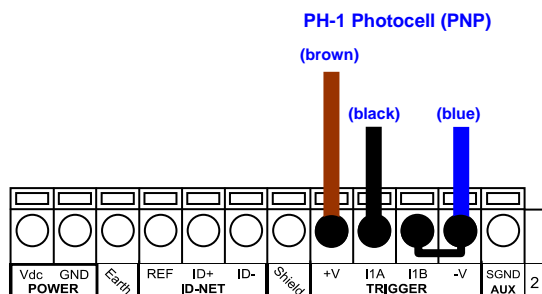 PH-1 Photocell (PNP)
(brown)
(black) (blue)
Vdc GND Earth REF ID+ ID- Shield +V I1A I1B -V SGND 2
POWER ID-NET TRIGGER AUX